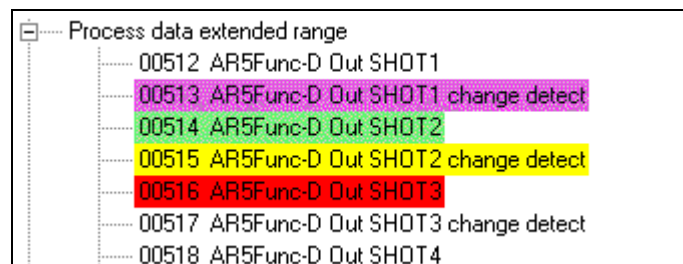 Process data extended range
00512 AR5Func-D Out SHOT1
00513 AR5Func-D Out SHOT1 change detect
00514 AR5Func-D Out SHOT2
00515 AR5Func-D Out SHOT2 change detect
00516 AR5Func-D Out SHOT3
00517 AR5Func-D Out SHOT3 change detect
00518 AR5Func-D Out SHOT4